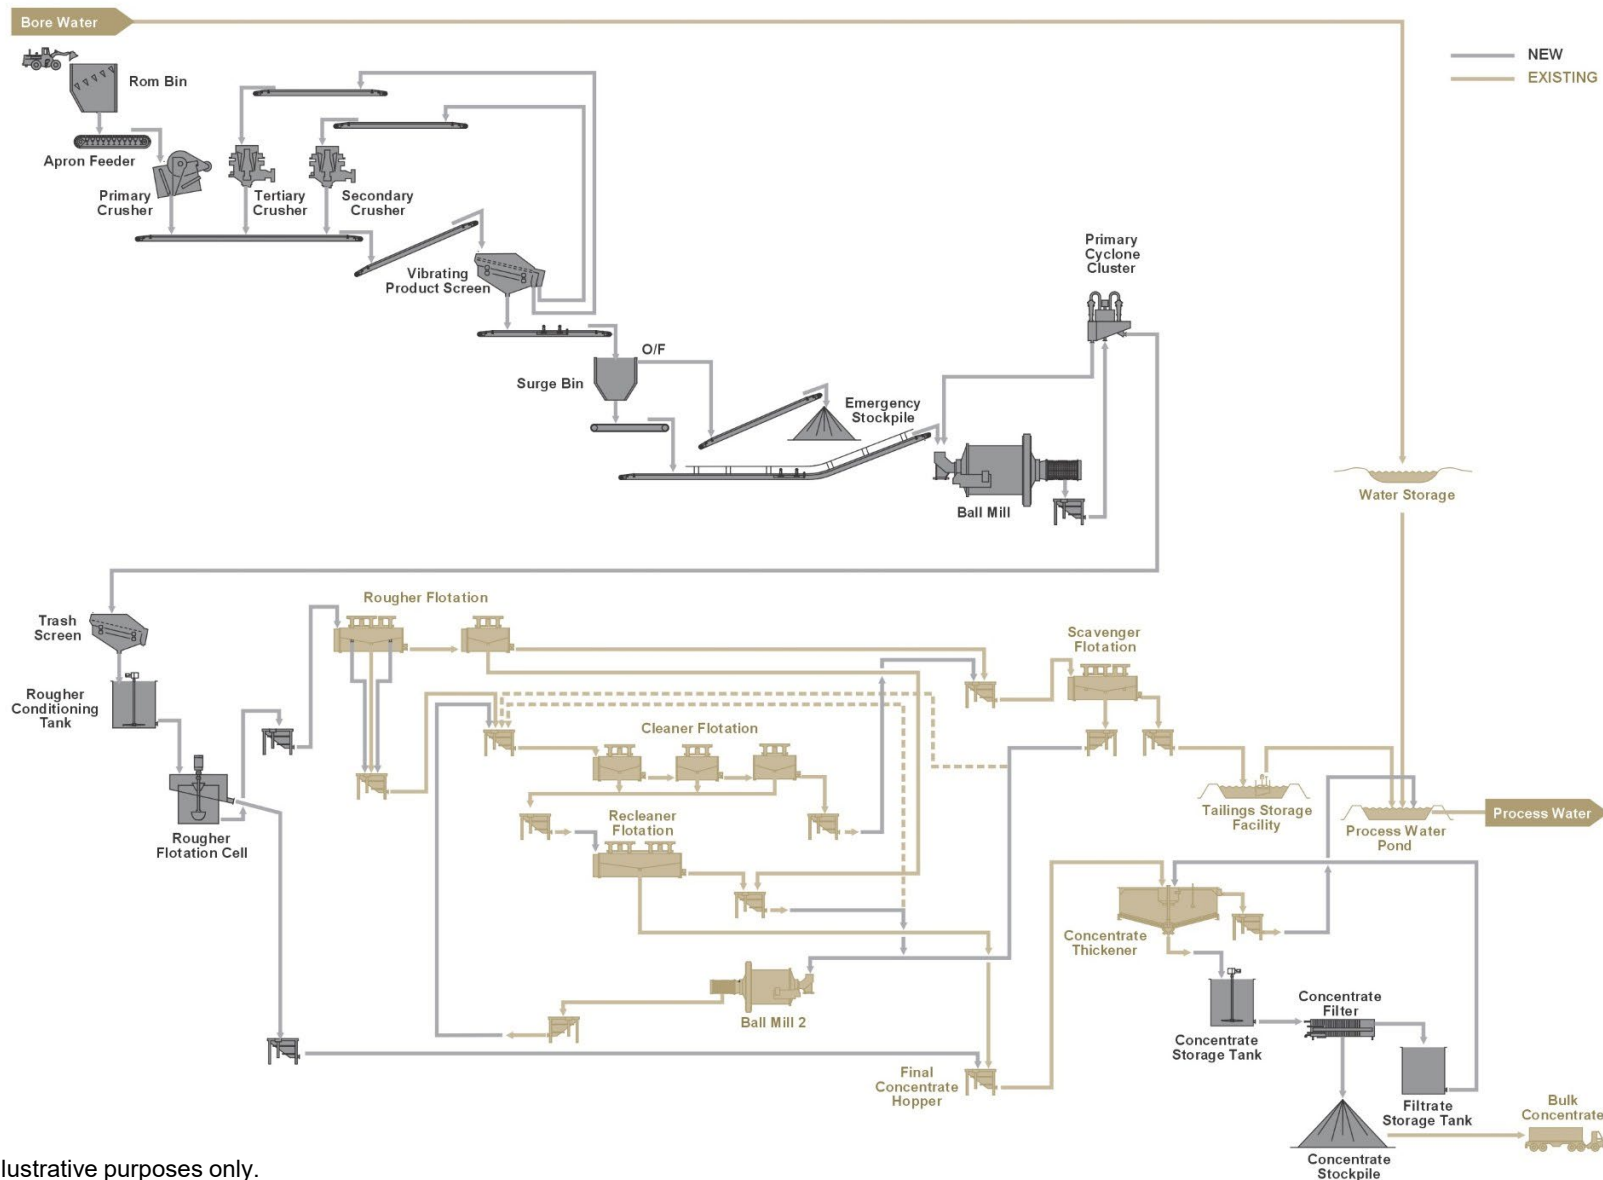 Bore Water
NEW
EXISTING
Rom Bin
Apron Feeder
Primary
Crusher
Tertiary
Crusher
Secondary
Crusher
Vibrating
Product Screen
Primary
Cyclone
Cluster
O/F
Surge Bin
Emergency
Stockpile
Ball Mill
Water Storage
Trash
Screen
Rougher Flotation
Scavenger
Flotation
Rougher
Conditioning
Tank
Cleaner Flotation
Rougher
Flotation Cell
Recleaner
Flotation
Tailings Storage
Facility
Process Water
Pond
Process Water
Concentrate
Thickener
Ball Mill 2
Concentrate
Storage Tank
Concentrate
Filter
Final
Concentrate
Hopper
Filtrate
Storage Tank
Bulk
Concentrate
Concentrate
Stockpile
lustrative purposes only.